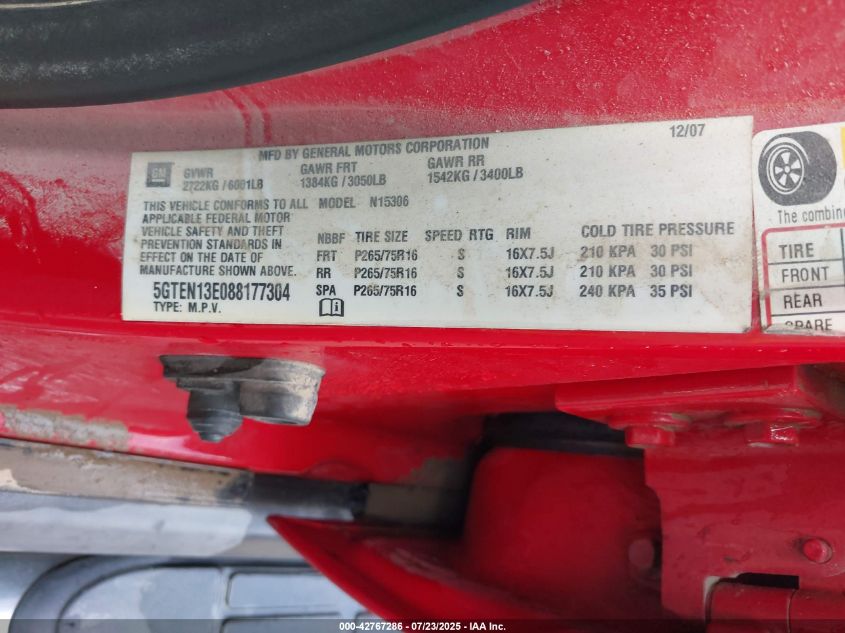 12/07
MFD BY GENERAL MOTORS CORPORATION
GM
GVWR GAWR FRT GAWR RR
2722KG / 6001LB 1384KG / 3050LB 1542KG / 3400LB
THIS VEHICLE CONFORMS TO ALL MODEL N15306
APPLICABLE FEDERAL MOTOR
VEHICLE SAFETY AND THEFT
PREVENTION STANDARDS IN
EFFECT ON THE DATE OF
MANUFACTURE SHOWN ABOVE.
NBBF TIRE SIZE SPEED RTG RIM COLD TIRE PRESSURE
FRT P265/75R16 S 16X7.5J 210 KPA 30 PSI
RR P265/75R16 S 16X7.5J 210 KPA 30 PSI
SPA P265/75R16 S 16X7.5J 240 KPA 35 PSI
5GTEN13E088177304
TYPE: M.P.V.
The combine
TIRE
FRONT
REAR
SPARE
000-42767286 - 07/23/2025 - IAA Inc.